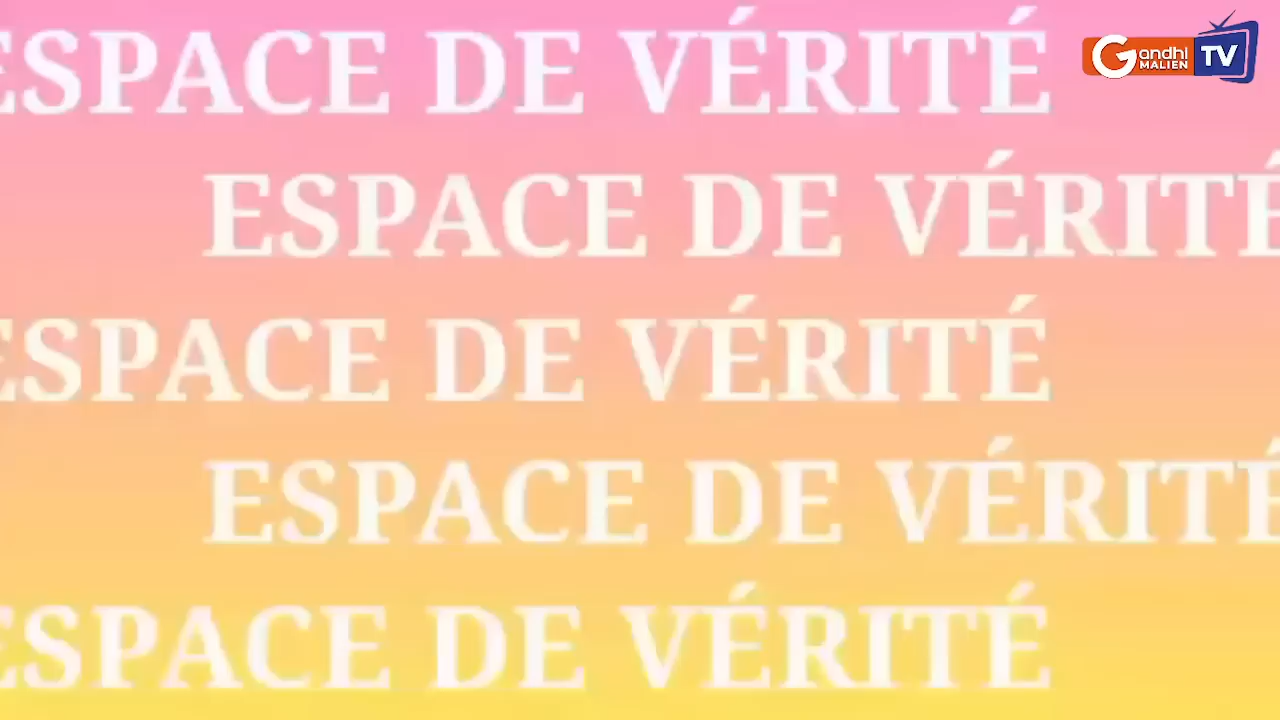 ESPACE DE VÉRITÉ
Gandhi
MALIEN
TV
ESPACE DE VÉRITÉ
ESPACE DE VÉRITÉ
ESPACE DE VÉRITÉ
ESPACE DE VÉRITÉ